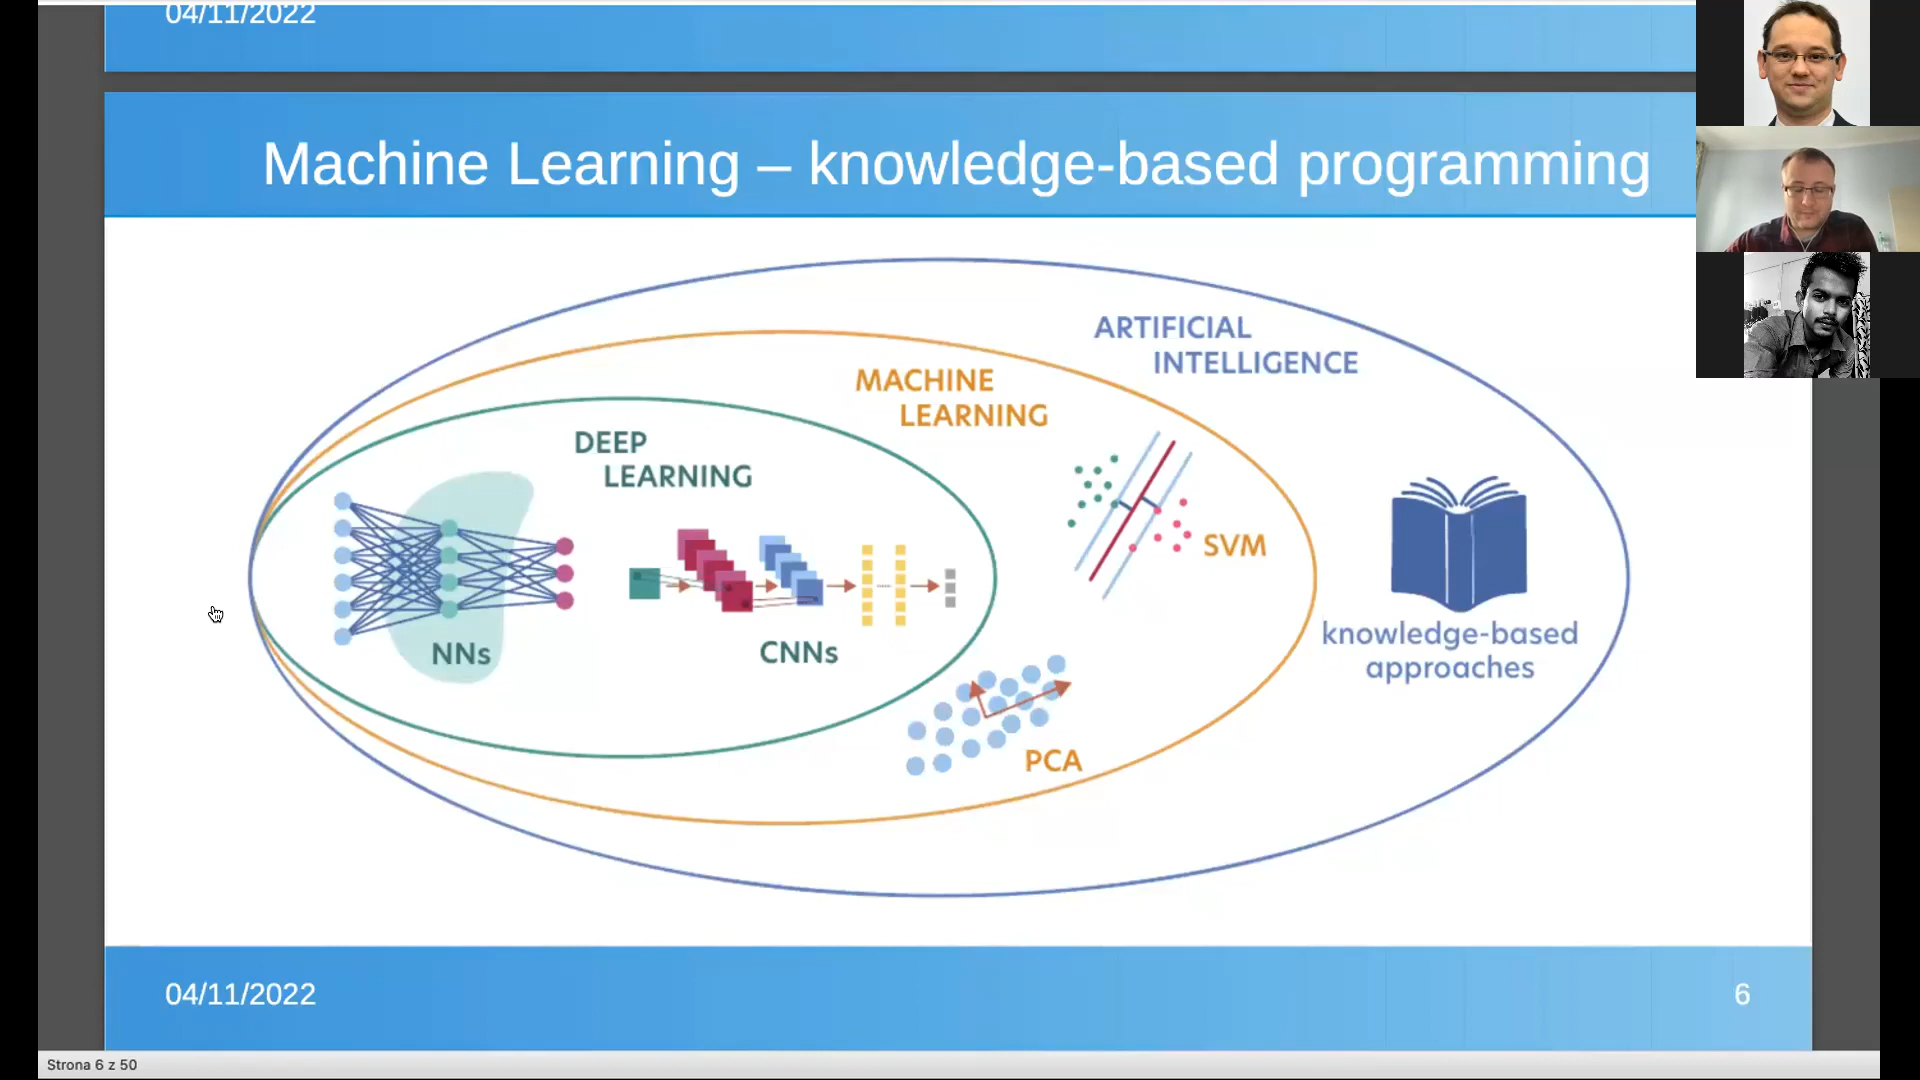 04/11/2022
Machine Learning – knowledge-based programming
ARTIFICIAL
INTELLIGENCE
MACHINE
LEARNING
DEEP
LEARNING
SVM
knowledge-based
approaches
NNs
CNNs
PCA
04/11/2022
6
Strona 6 z 50